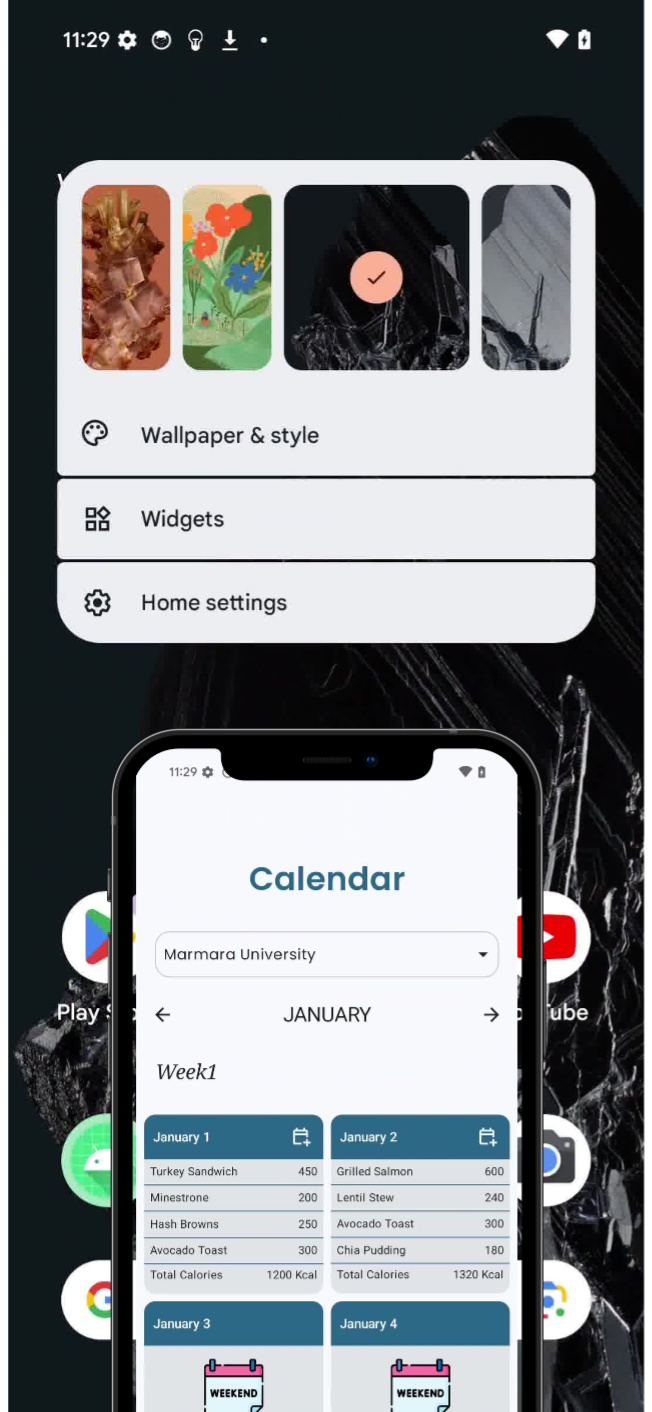 11:29
Wallpaper & style
Widgets
Home settings
11:29
Calendar
Marmara University
JANUARY
Week1
January 1
Turkey Sandwich 450
Minestrone 200
Hash Browns 250
Avocado Toast 300
Total Calories 1200 Kcal
January 2
Grilled Salmon 600
Lentil Stew 240
Avocado Toast 300
Chia Pudding 180
Total Calories 1320 Kcal
January 3
WEEKEND
January 4
WEEKEND
Play
ube